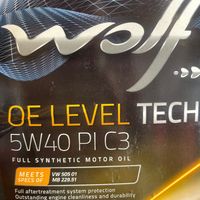 wolf
OE LEVEL TECH
5W40 PI C3
FULL SYNTHETIC MOTOR OIL
MEETS SPECS OF
VW 505 01
MB 229.51
Full aftertreatment system protection
Outstanding engine cleanliness & durability